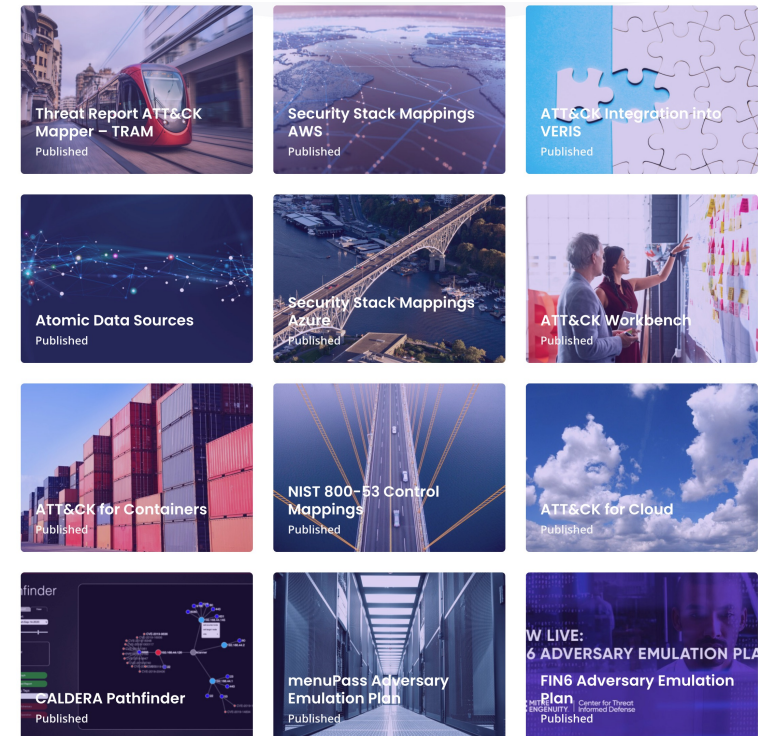 Threat Report ATT&CK
Mapper – TRAM
Published
Security Stack Mappings
AWS
Published
ATT&CK Integration into
VERIS
Published
Atomic Data Sources
Published
Security Stack Mappings
Azure
Published
ATT&CK Workbench
Published
ATT&CK for Containers
Published
NIST 800-53 Control
Mappings
Published
ATT&CK for Cloud
Published
finder
CALDERA Pathfinder
Published
menuPass Adversary
Emulation Plan
Published
W LIVE:
6 ADVERSARY EMULATION PLA
FIN6 Adversary Emulation
Plan
MITRE
ENGENUITY.
Center for Threat
Informed Defense
Published